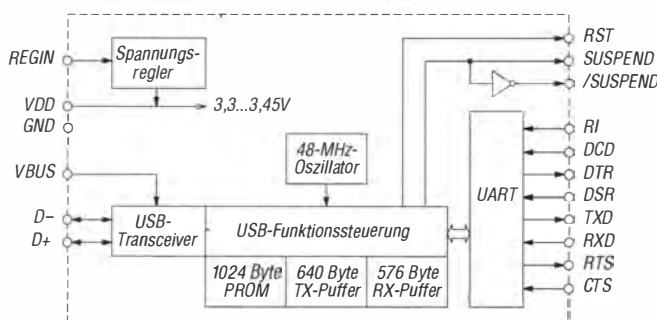 REGIN
Spannungs-
regler
VDD
3,3...3,45V
GND
VBUS
48-MHz-
Oszillator
D−
D+
USB-
Transceiver
USB-Funktionssteuerung
1024 Byte
PROM
640 Byte
TX-Puffer
576 Byte
RX-Puffer
UART
RST
SUSPEND
/SUSPEND
RI
DCD
DTR
DSR
TXD
RXD
RTS
CTS